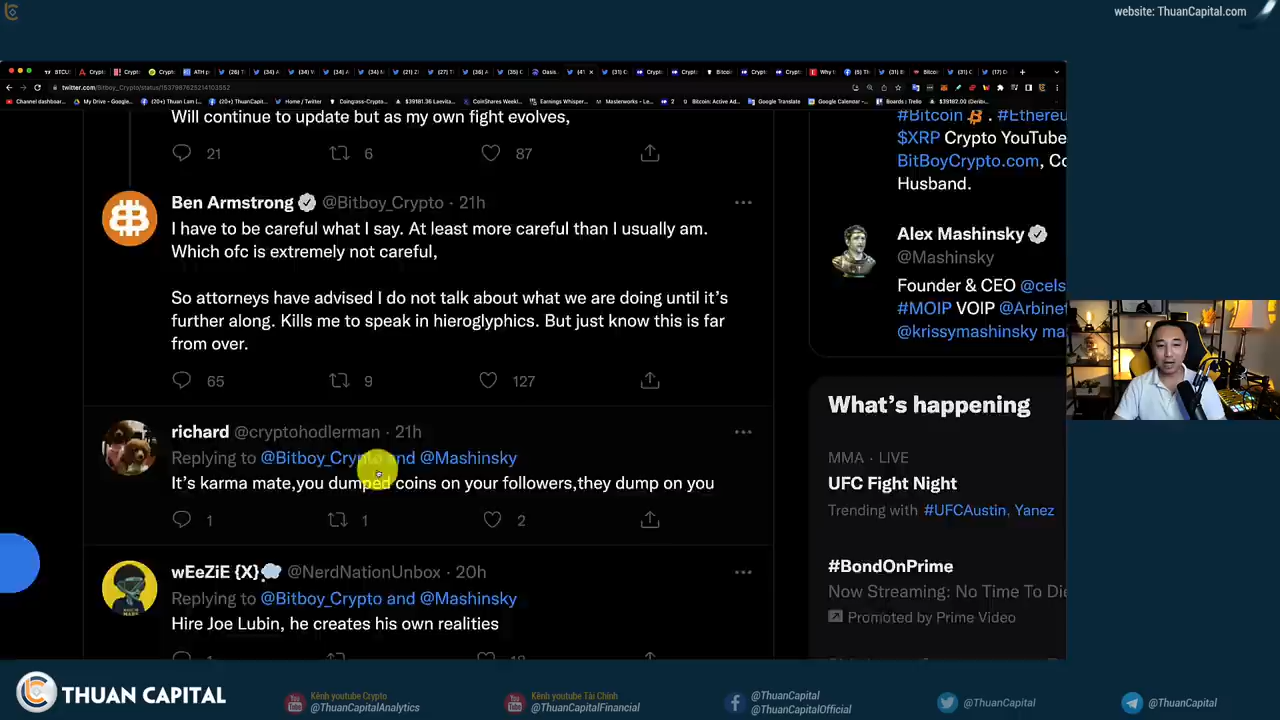 website: ThuanCapital.com
twitter.com/Bitboy_Crypto/status/1537987626214103552
Will continue to update but as my own fight evolves,
21 6 87
Ben Armstrong @Bitboy_Crypto · 21h
I have to be careful what I say. At least more careful than I usually am.
Which ofc is extremely not careful,
So attorneys have advised I do not talk about what we are doing until it's
further along. Kills me to speak in hieroglyphics. But just know this is far
from over.
65 9 127
richard @cryptohodlerman · 21h
Replying to @Bitboy_Crypto and @Mashinsky
It's karma mate,you dumped coins on your followers,they dump on you
1 1 2
wEeZiE {X} @NerdNationUnbox · 20h
Replying to @Bitboy_Crypto and @Mashinsky
Hire Joe Lubin, he creates his own realities
#Bitcoin . #Ethereu
$XRP Crypto YouTube
BitBoyCrypto.com, Co
Husband.
Alex Mashinsky
@Mashinsky
Founder & CEO @cels
#MOIP VOIP @Arbinet
@krissymashinsky ma
What's happening
MMA · LIVE
UFC Fight Night
Trending with #UFCAustin, Yanez
#BondOnPrime
Now Streaming: No Time To Die
Promoted by Prime Video
THUAN CAPITAL
Kênh youtube Crypto
@ThuanCapitalAnalytics
Kênh youtube Tài Chính
@ThuanCapitalFinancial
@ThuanCapital
@ThuanCapitalOfficial
@ThuanCapital
@ThuanCapital